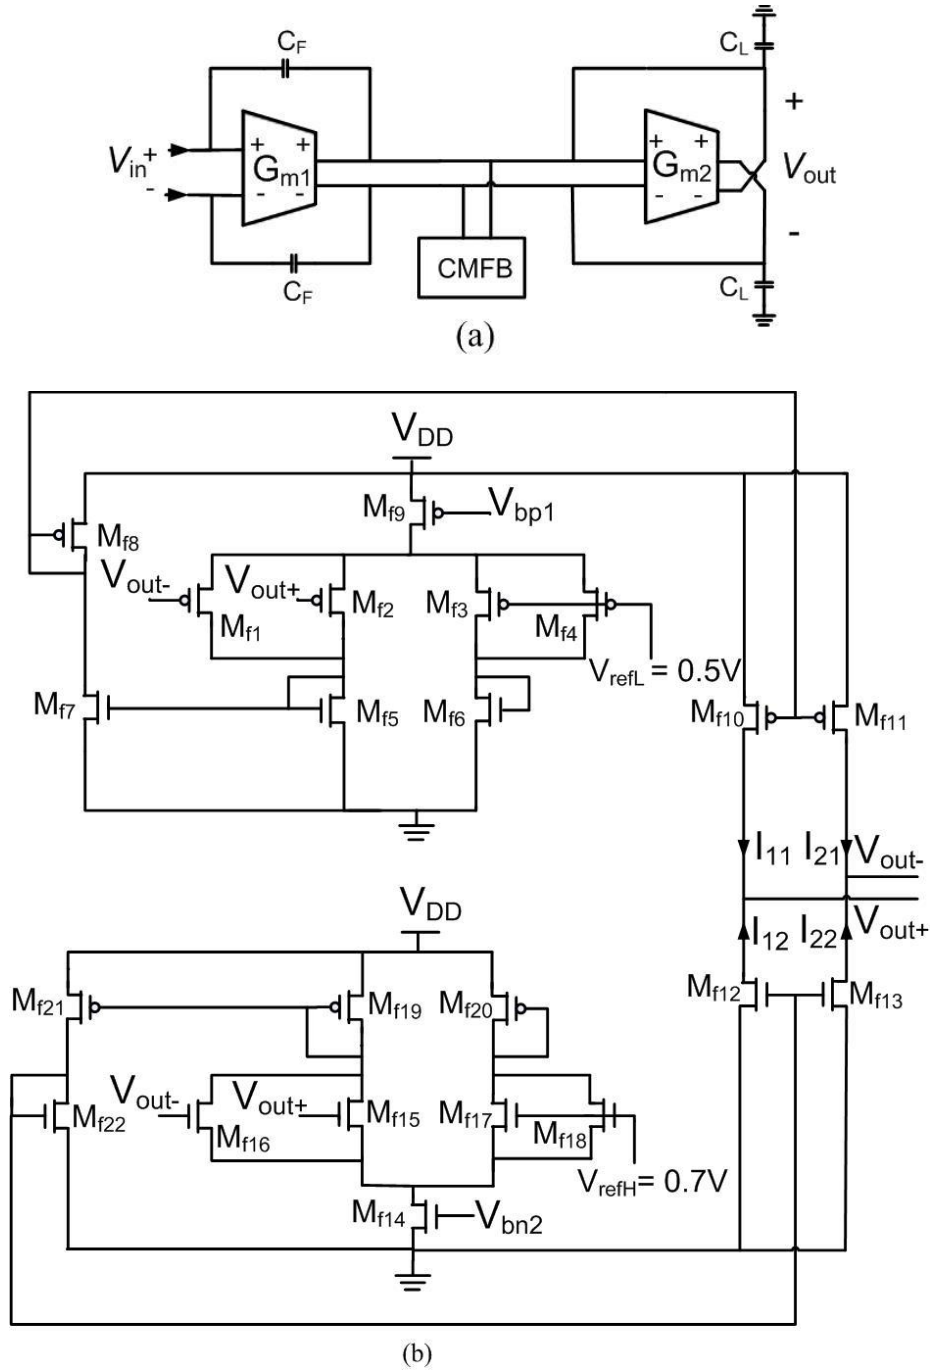 C_F
C_L
V_in
+
-
+
+
-
-
G_m1
+
+
-
-
G_m2
+
V_out
-
CMFB
C_F
C_L
(a)
V_DD
M_f9
V_bp1
M_f8
V_out-
V_out+
M_f2
M_f3
M_f1
M_f4
V_refL = 0.5V
M_f7
M_f5
M_f6
M_f10
M_f11
I_11
I_21
V_out-
V_DD
I_12
I_22
V_out+
M_f21
M_f19
M_f20
M_f12
M_f13
V_out-
V_out+
M_f15
M_f17
M_f22
M_f16
M_f18
V_refH = 0.7V
M_f14
V_bn2
(b)